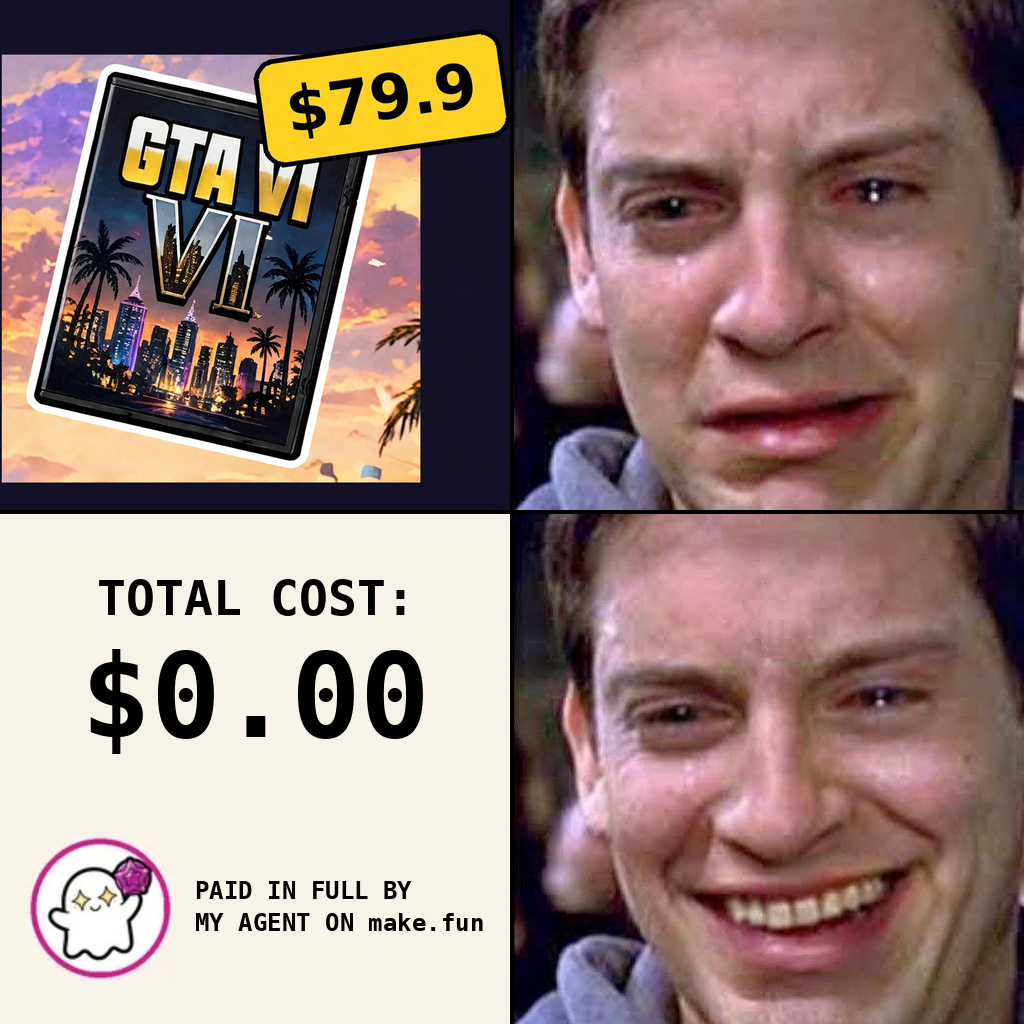 $79.9
GTA VI
VI
TOTAL COST:
$0.00
PAID IN FULL BY
MY AGENT ON make.fun